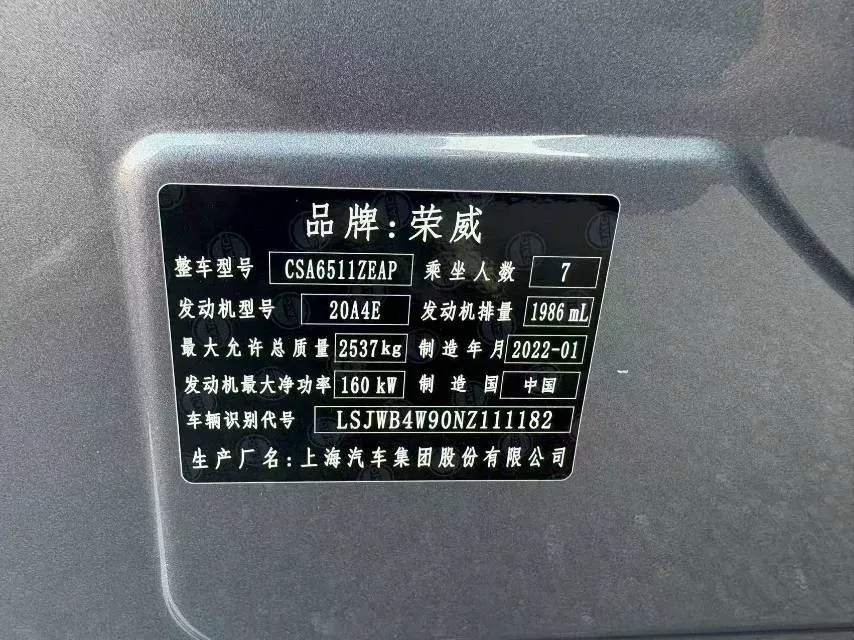 品牌:荣威
整车型号 CSA6511ZEAP 乘坐人数 7
发动机型号 20A4E 发动机排量 1986 mL
最大允许总质量 2537kg 制造年月 2022-01
发动机最大净功率 160 kW 制造国 中国
车辆识别代号 LSJWB4W90NZ111182
生产厂名:上海汽车集团股份有限公司